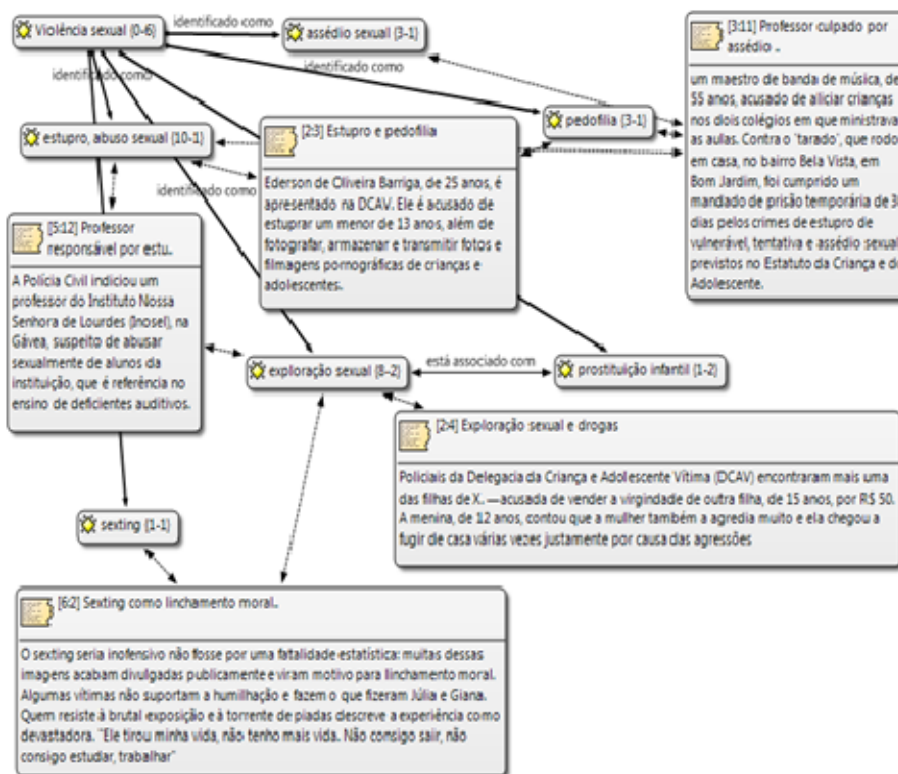 Violência sexual {0-6}
identificado como
assédio sexual {3-1}
[3:11] Professor culpado por
assédio..
um maestro de banda de música, de
55 anos, acusado de aliciar crianças
nos dois colégios em que ministrava
as aulas. Contra o "tarado", que rodo
em casa, no bairro Bela Vista, em
Bom Jardim, foi cumprido um
mandado de prisão temporária de 3
dias pelos crimes de estupro de
vulnerável, tentativa e assédio sexual
previstos no Estatuto da Criança e do
Adolescente.
identificado como
identificado como
pedofilia {3-1}
estupro, abuso sexual {10-1}
identificado como
[2:3] Estupro e pedofilia
Ederson de Oliveira Barriga, de 25 anos, é
apresentado na DCAV. Ele é acusado de
estuprar um menor de 13 anos, além de
fotografar, armazenar e transmitir fotos e
filmagens pornográficas de crianças e
adolescentes.
[5:12] Professor
responsável por estu..
A Polícia Civil indiciou um
professor do Instituto Nossa
Senhora de Lourdes (Inosel), na
Gávea, suspeito de abusar
sexualmente de alunos da
instituição, que é referência no
ensino de deficientes auditivos.
exploração sexual {8-2}
está associado com
prostituição infantil {1-2}
[2:4] Exploração sexual e drogas
Policiais da Delegacia da Criança e Adolescente Vítima (DCAV) encontraram mais uma
das filhas de X.. — acusada de vender a virgindade de outra filha, de 15 anos, por R$ 50.
A menina, de 12 anos, contou que a mulher também a agredia muito e ela chegou a
fugir de casa várias vezes justamente por causa das agressões
sexting {1-1}
[6:2] Sexting como linchamento moral..
O sexting seria inofensivo não fosse por uma fatalidade estatística: muitas dessas
imagens acabam divulgadas publicamente e viram motivo para linchamento moral.
Algumas vítimas não suportam a humilhação e fazem o que fizeram Júlia e Giana.
Quem resiste à brutal exposição e à torrente de piadas descreve a experiência como
devastadora. "Ele tirou minha vida, não tenho mais vida. Não consigo sair, não
consigo estudar, trabalhar"